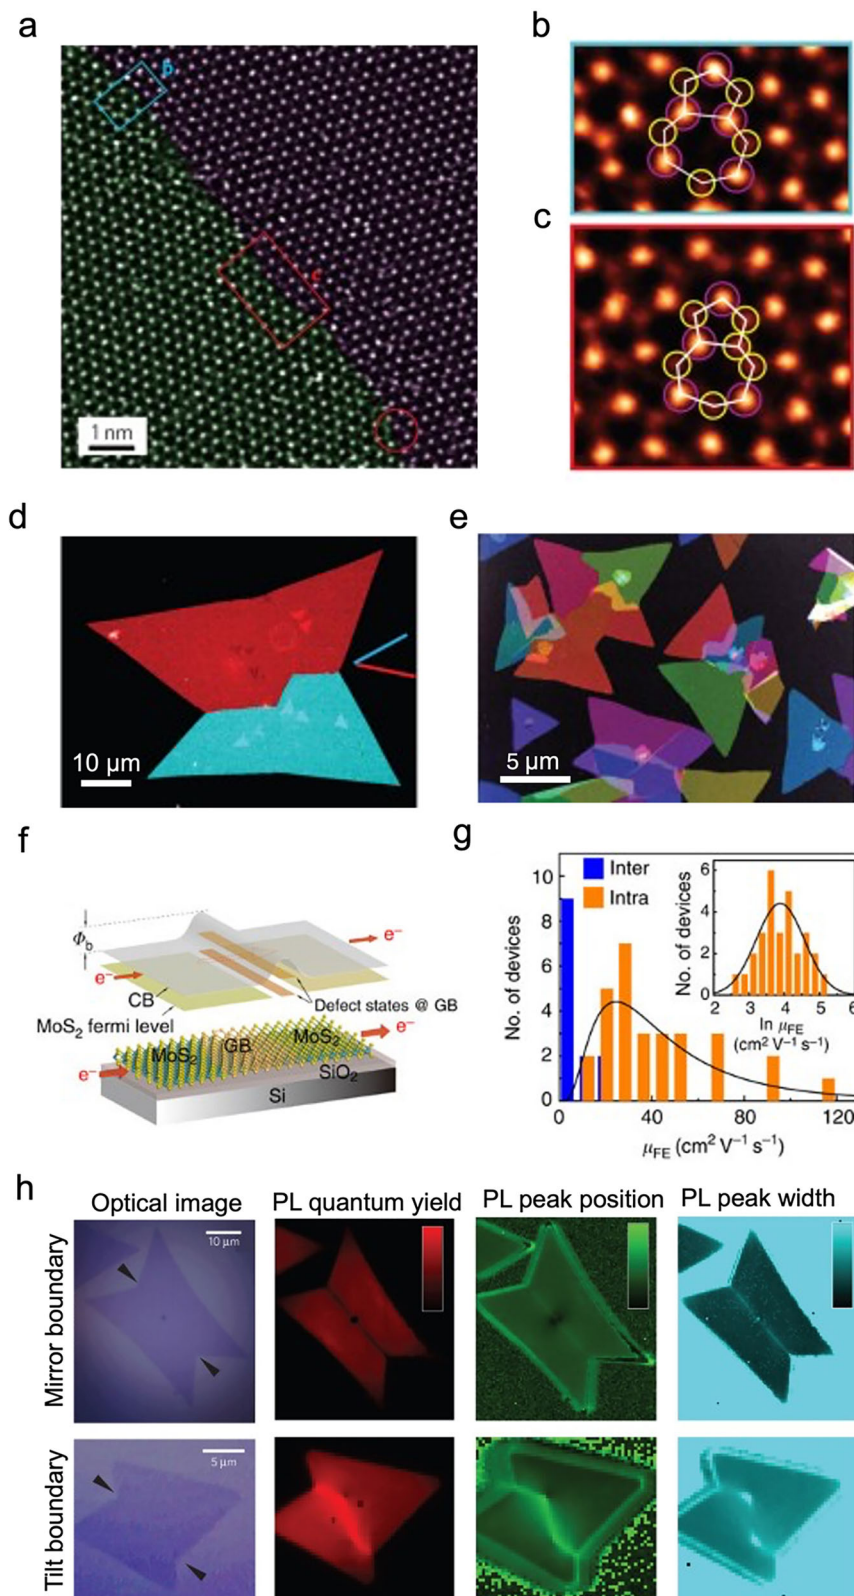 a
b
c
1 nm
b
c
d
10 µm
e
5 µm
f
Φb
e⁻
e⁻
CB
MoS₂ fermi level
Defect states @ GB
MoS₂
GB
MoS₂
e⁻
e⁻
SiO₂
Si
g
Inter
Intra
No. of devices
10
8
6
4
2
0
0
40
80
120
μFE (cm² V⁻¹ s⁻¹)
No. of devices
6
4
2
0
2
3
4
5
6
ln μFE
(cm² V⁻¹ s⁻¹)
h
Optical image
PL quantum yield
PL peak position
PL peak width
Mirror boundary
10 µm
Tilt boundary
5 µm